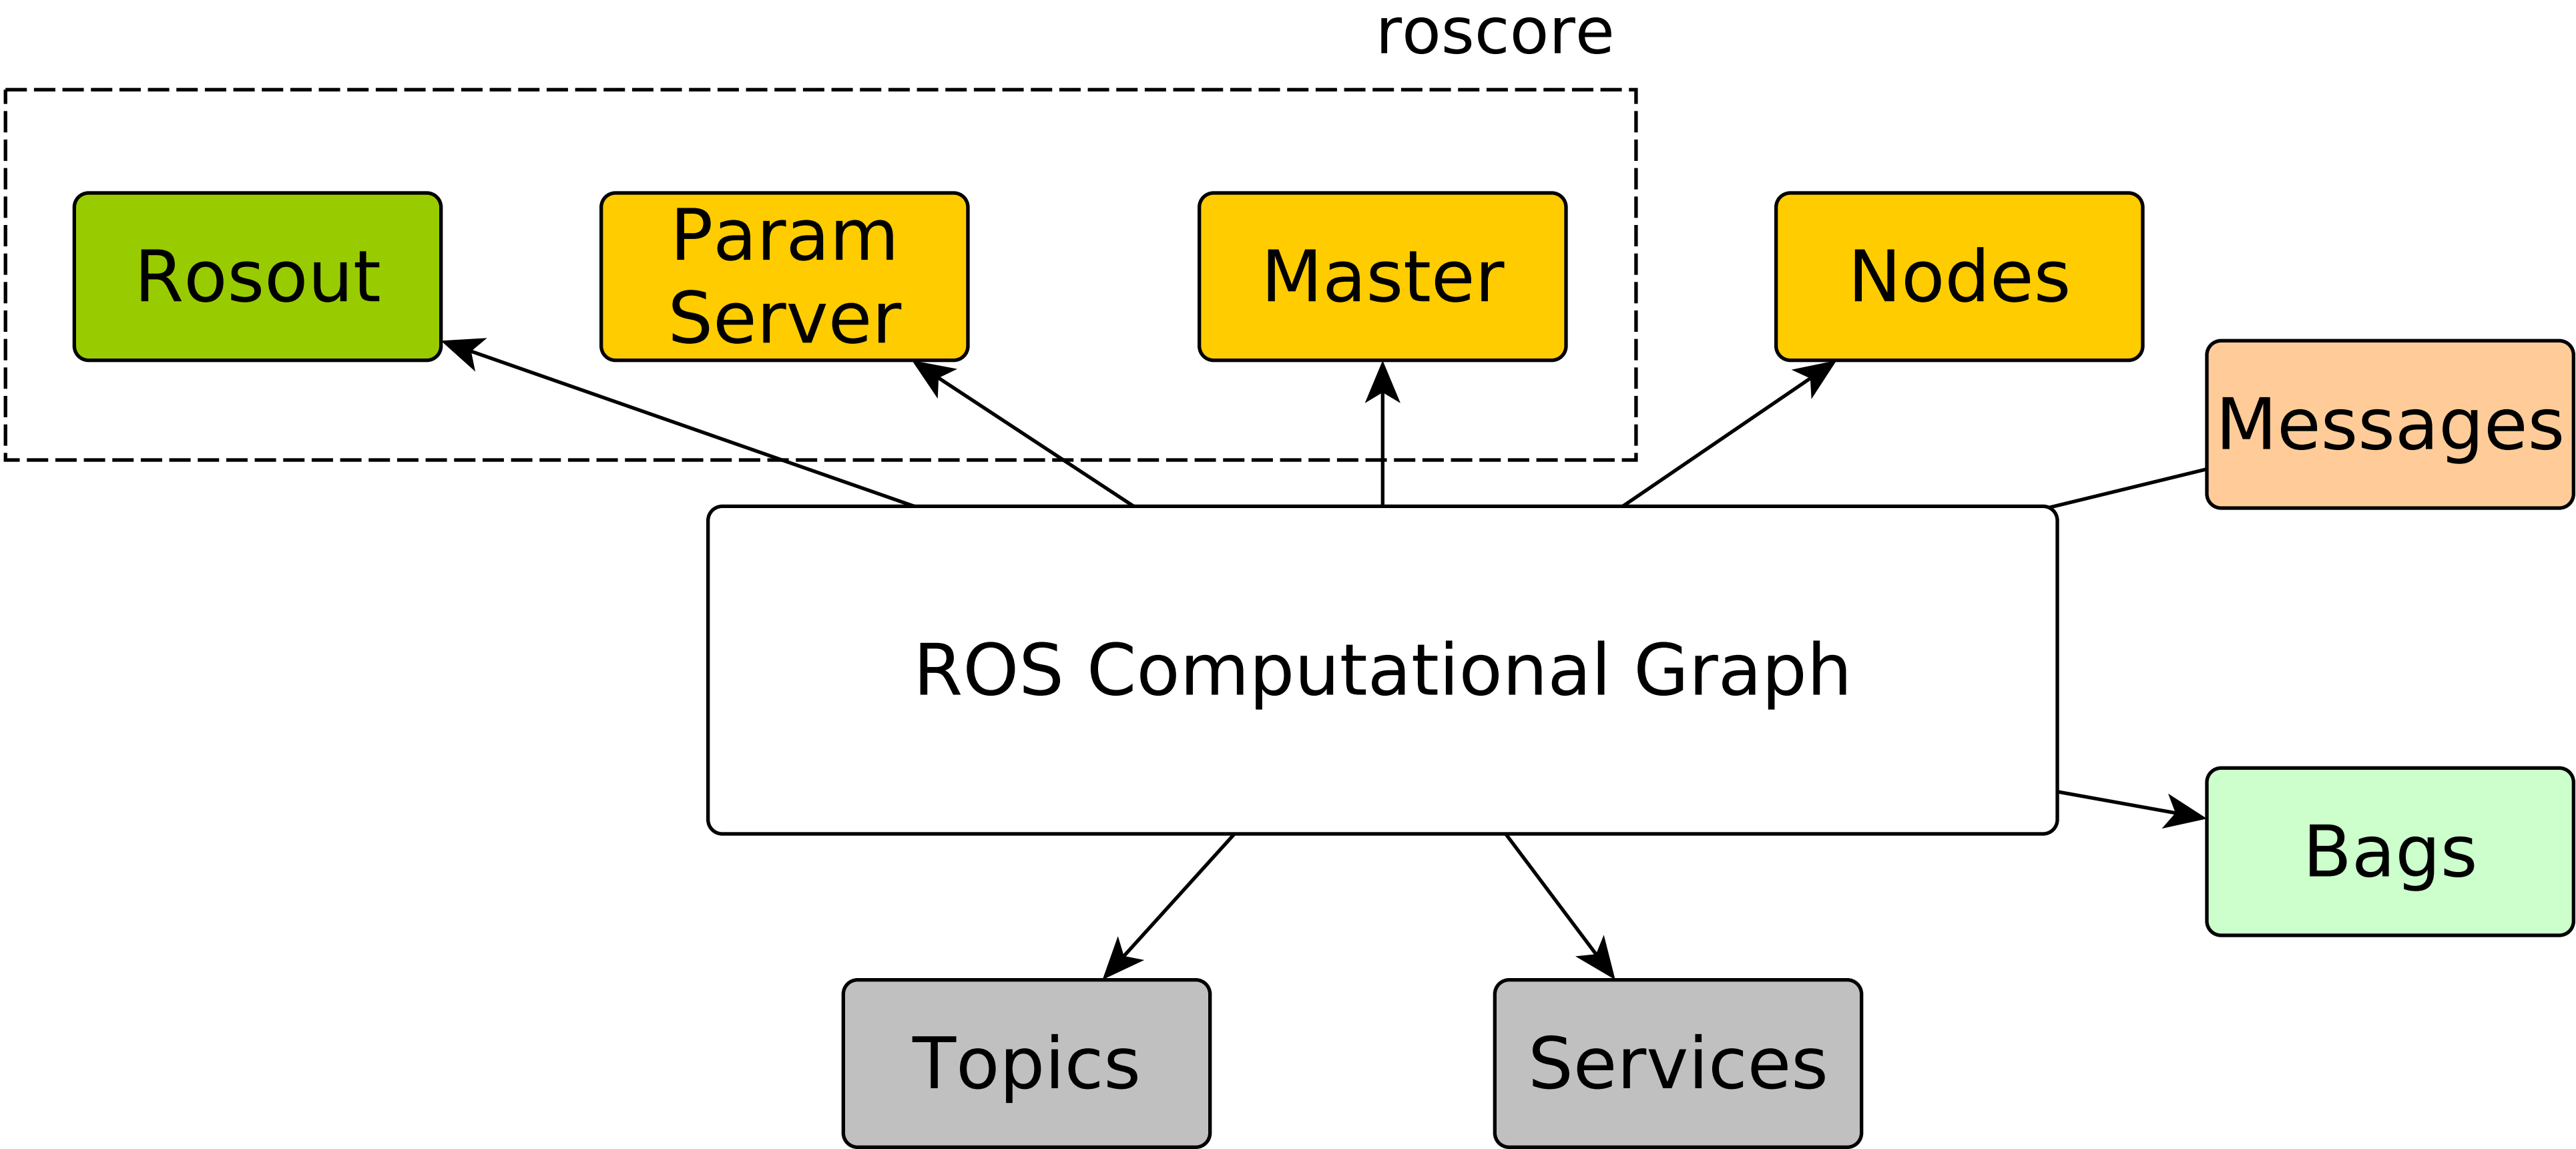 roscore
Rosout
Param
Server
Master
Nodes
Messages
ROS Computational Graph
Bags
Topics
Services